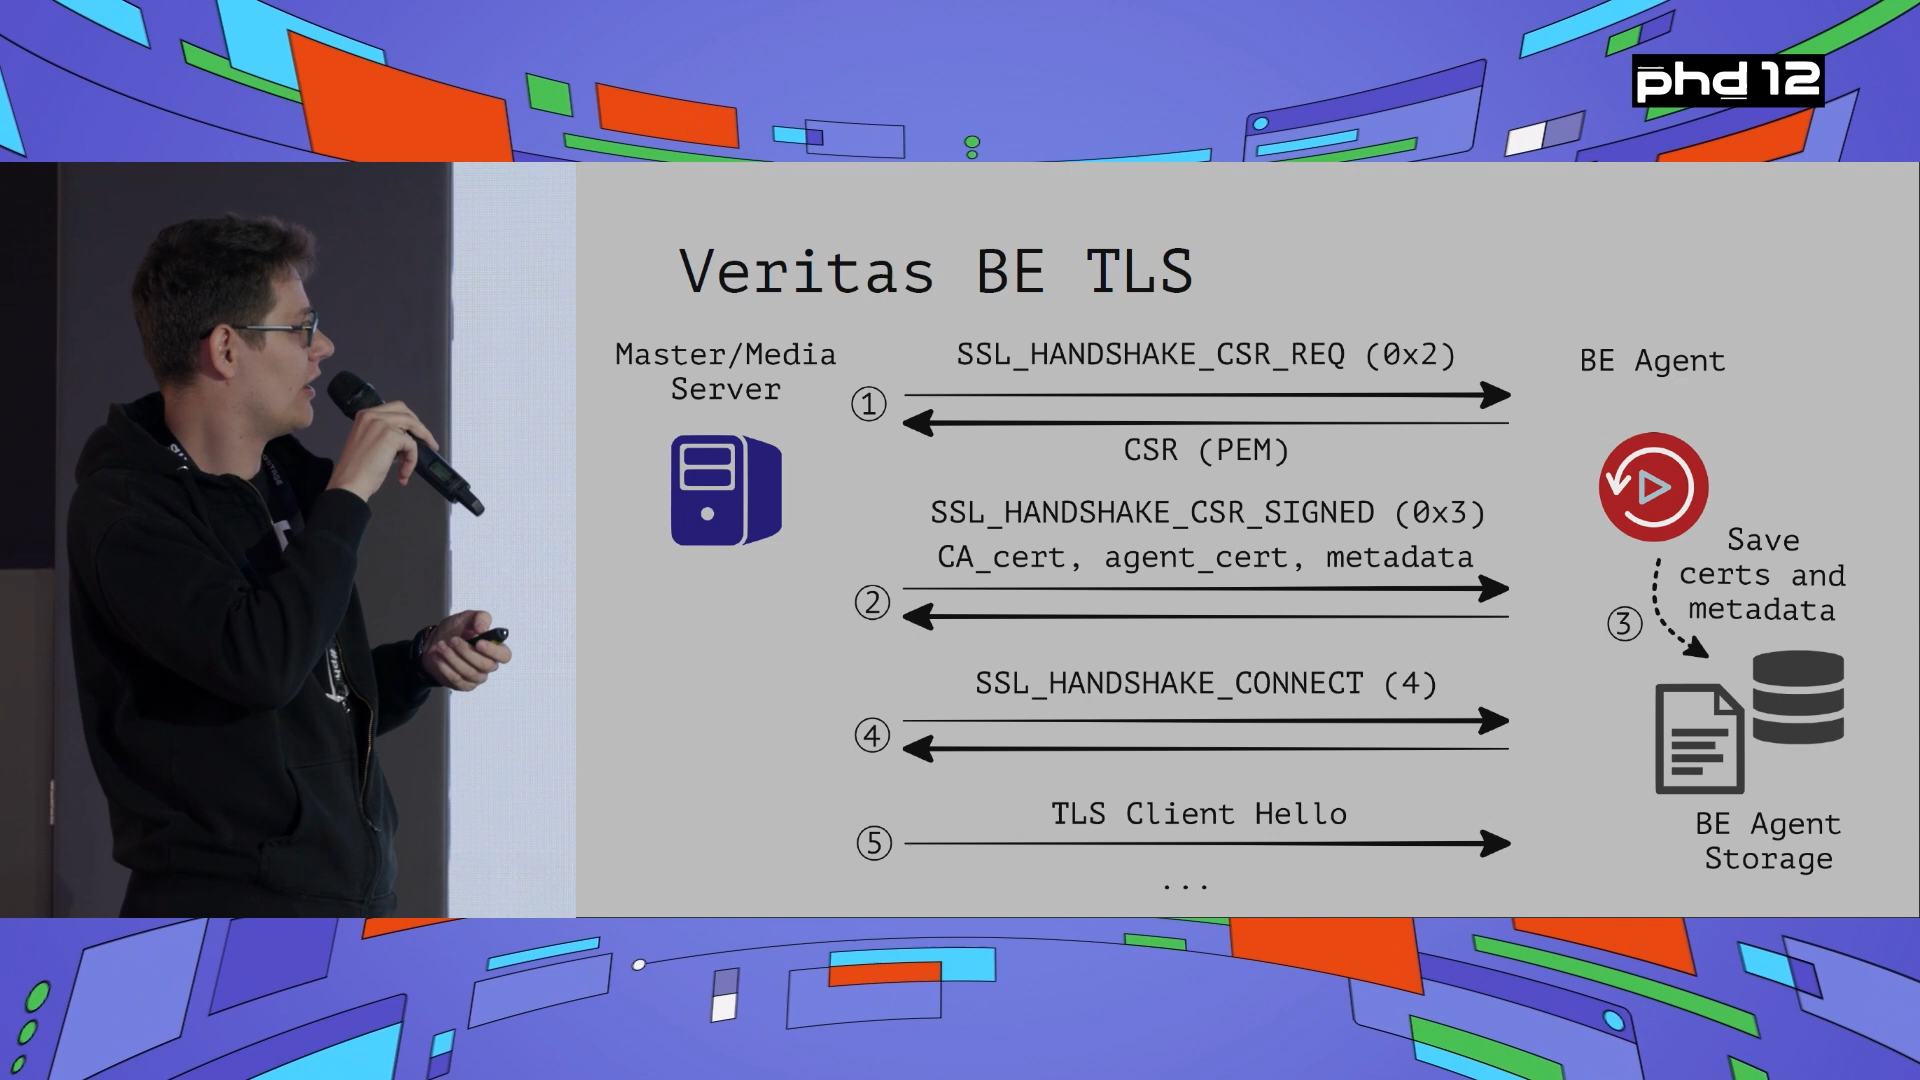 phd 12
Veritas BE TLS
Master/Media
Server
SSL_HANDSHAKE_CSR_REQ (0x2)
BE Agent
①
CSR (PEM)
SSL_HANDSHAKE_CSR_SIGNED (0x3)
CA_cert, agent_cert, metadata
②
Save
certs and
metadata
③
SSL_HANDSHAKE_CONNECT (4)
④
TLS Client Hello
⑤
...
BE Agent
Storage